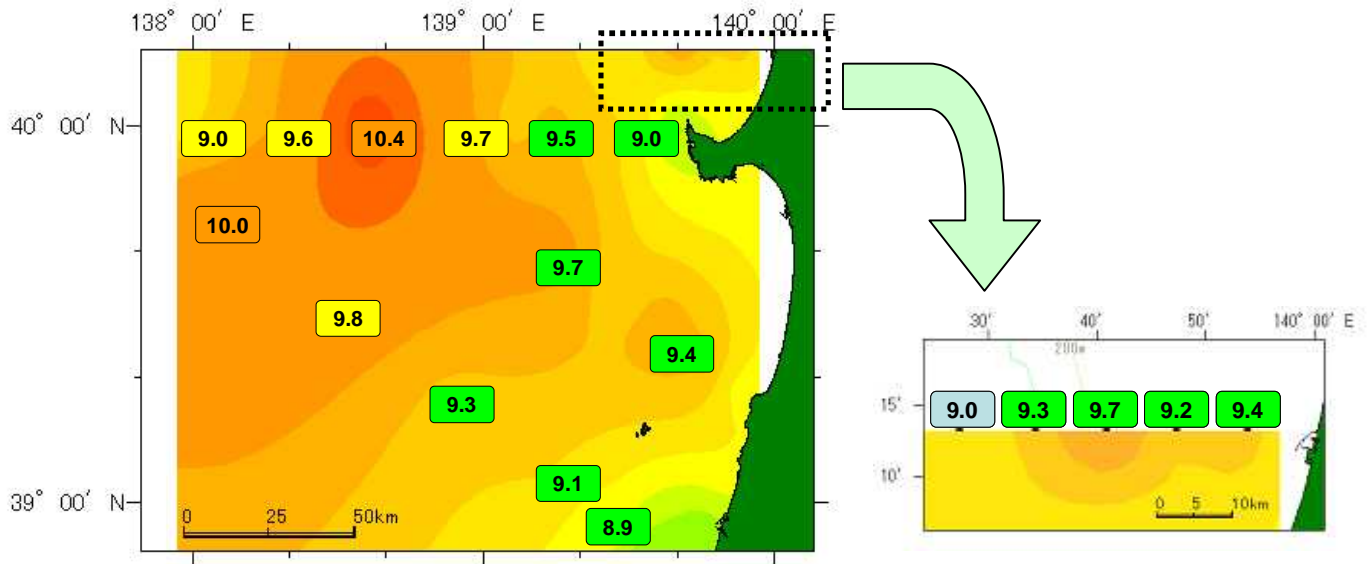 138° 00′ E 139° 00′ E 140° 00′ E
40° 00′ N
9.0 9.6 10.4 9.7 9.5 9.0
10.0
9.7
9.8
9.4
9.3
9.1
39° 00′ N
8.9
0 25 50km
30′ 40′ 50′ 140° 00′ E
200m
15′
9.0 9.3 9.7 9.2 9.4
10′
0 5 10km